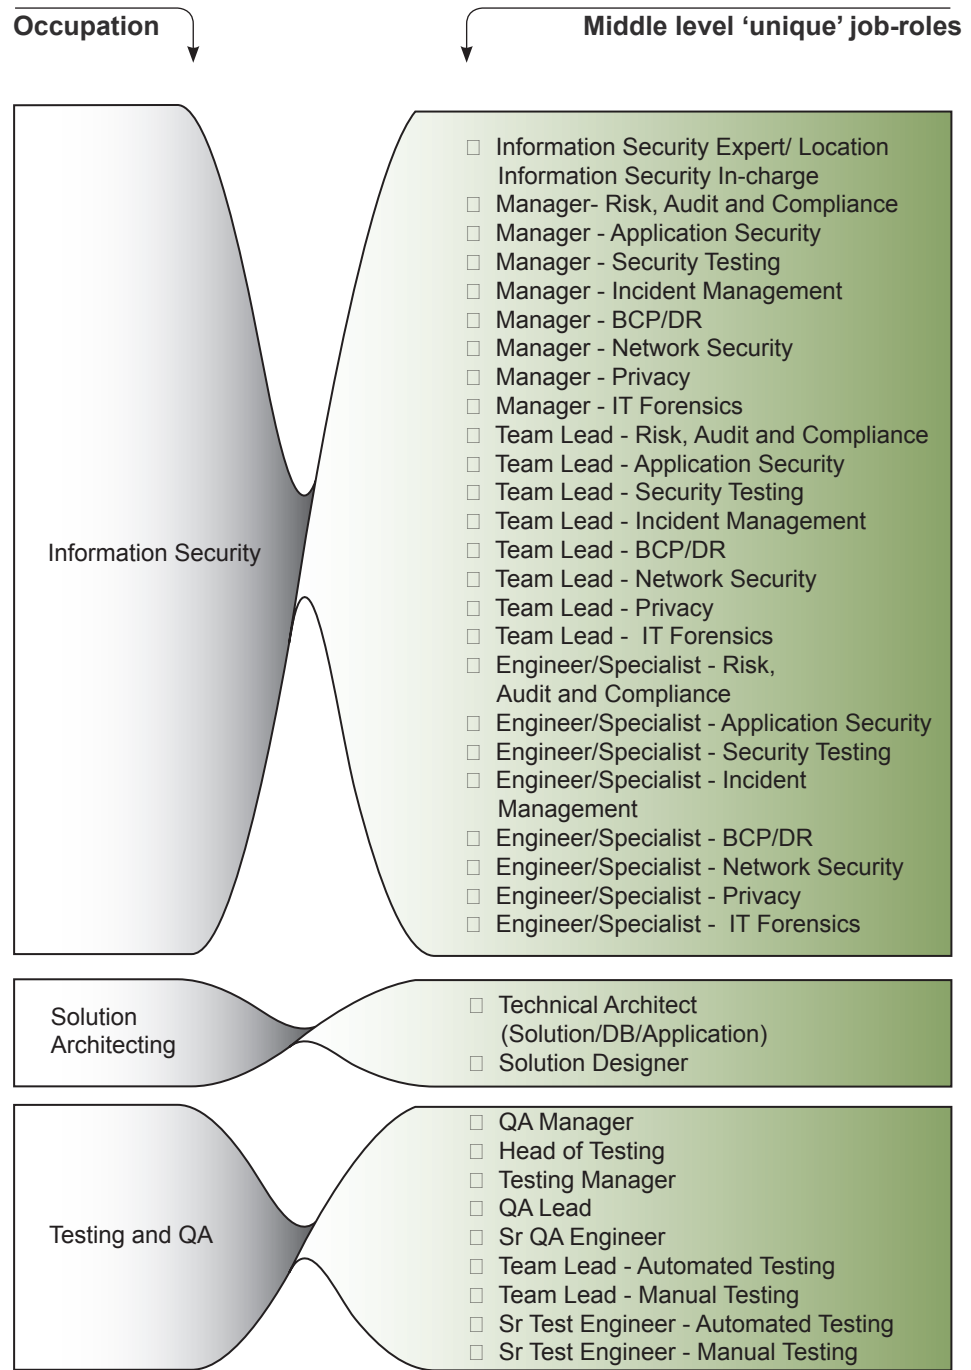 Occupation
Middle level ‘unique’ job-roles
Information Security
Information Security Expert/ Location
Information Security In-charge
Manager- Risk, Audit and Compliance
Manager - Application Security
Manager - Security Testing
Manager - Incident Management
Manager - BCP/DR
Manager - Network Security
Manager - Privacy
Manager - IT Forensics
Team Lead - Risk, Audit and Compliance
Team Lead - Application Security
Team Lead - Security Testing
Team Lead - Incident Management
Team Lead - BCP/DR
Team Lead - Network Security
Team Lead - Privacy
Team Lead - IT Forensics
Engineer/Specialist - Risk,
Audit and Compliance
Engineer/Specialist - Application Security
Engineer/Specialist - Security Testing
Engineer/Specialist - Incident
Management
Engineer/Specialist - BCP/DR
Engineer/Specialist - Network Security
Engineer/Specialist - Privacy
Engineer/Specialist - IT Forensics
Solution
Architecting
Technical Architect
(Solution/DB/Application)
Solution Designer
Testing and QA
QA Manager
Head of Testing
Testing Manager
QA Lead
Sr QA Engineer
Team Lead - Automated Testing
Team Lead - Manual Testing
Sr Test Engineer - Automated Testing
Sr Test Engineer - Manual Testing